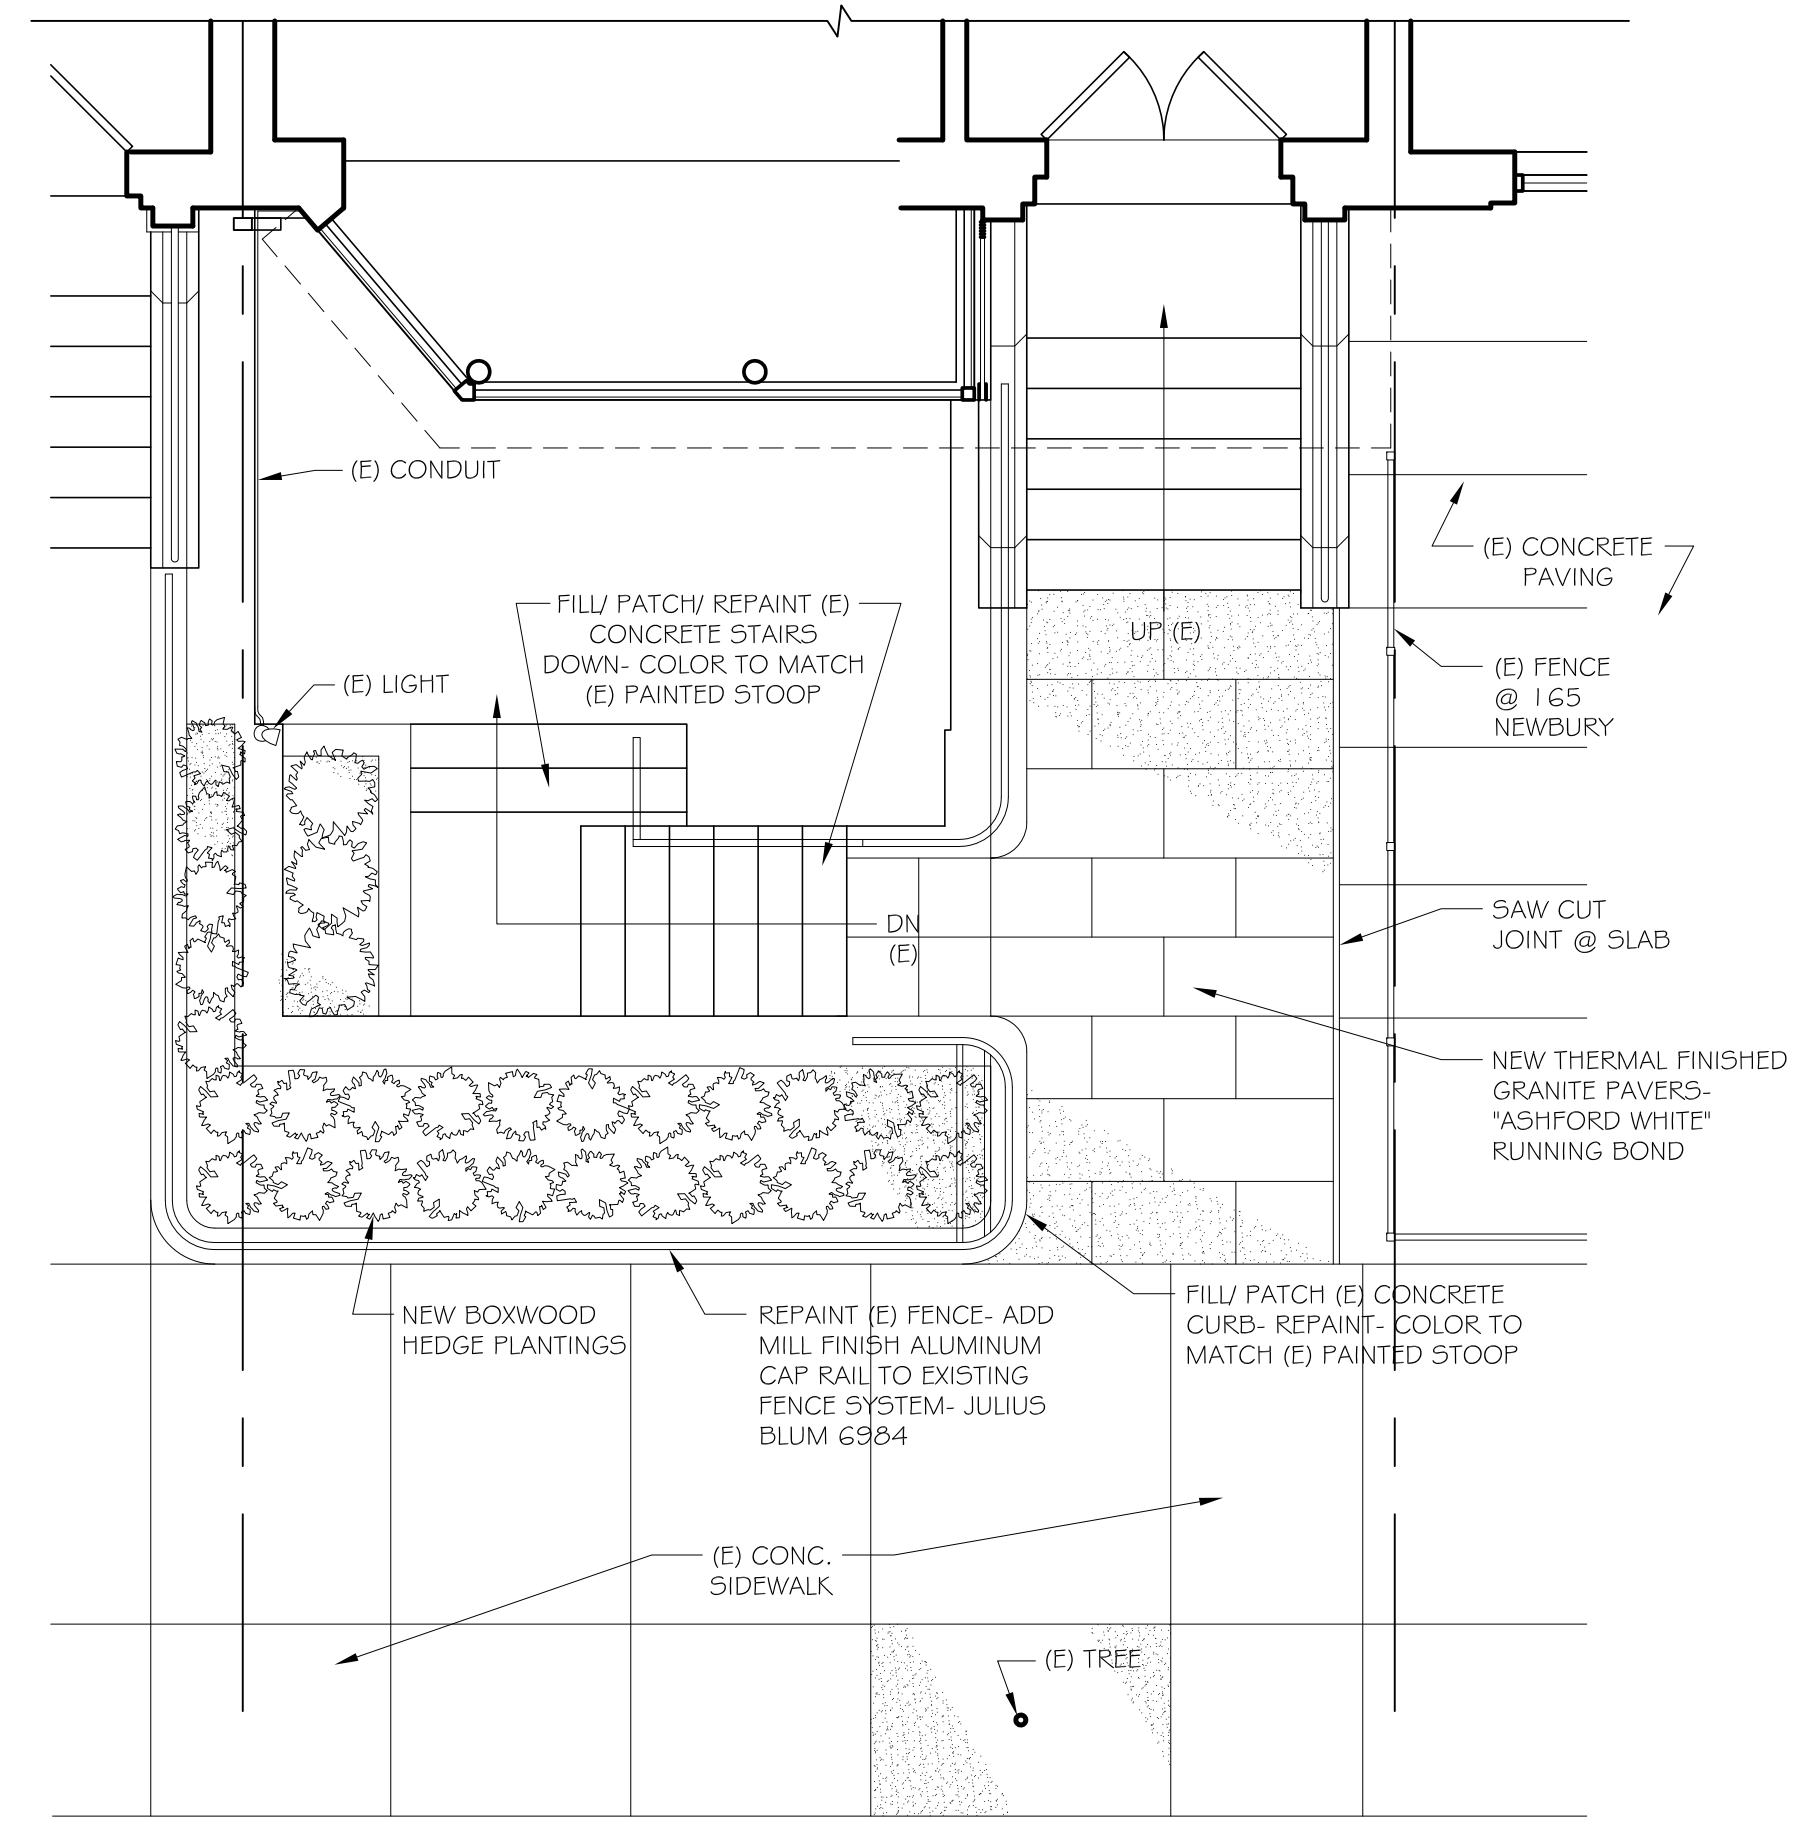 (E) CONDUIT
(E) CONCRETE
PAVING
FILL/ PATCH/ REPAINT (E)
CONCRETE STAIRS
DOWN- COLOR TO MATCH
(E) PAINTED STOOP
UP (E)
(E) LIGHT
(E) FENCE
@ 165
NEWBURY
DN
(E)
SAW CUT
JOINT @ SLAB
NEW THERMAL FINISHED
GRANITE PAVERS-
"ASHFORD WHITE"
RUNNING BOND
NEW BOXWOOD
HEDGE PLANTINGS
REPAINT (E) FENCE- ADD
MILL FINISH ALUMINUM
CAP RAIL TO EXISTING
FENCE SYSTEM- JULIUS
BLUM 6984
FILL/ PATCH (E) CONCRETE
CURB- REPAINT- COLOR TO
MATCH (E) PAINTED STOOP
(E) CONC.
SIDEWALK
(E) TREE